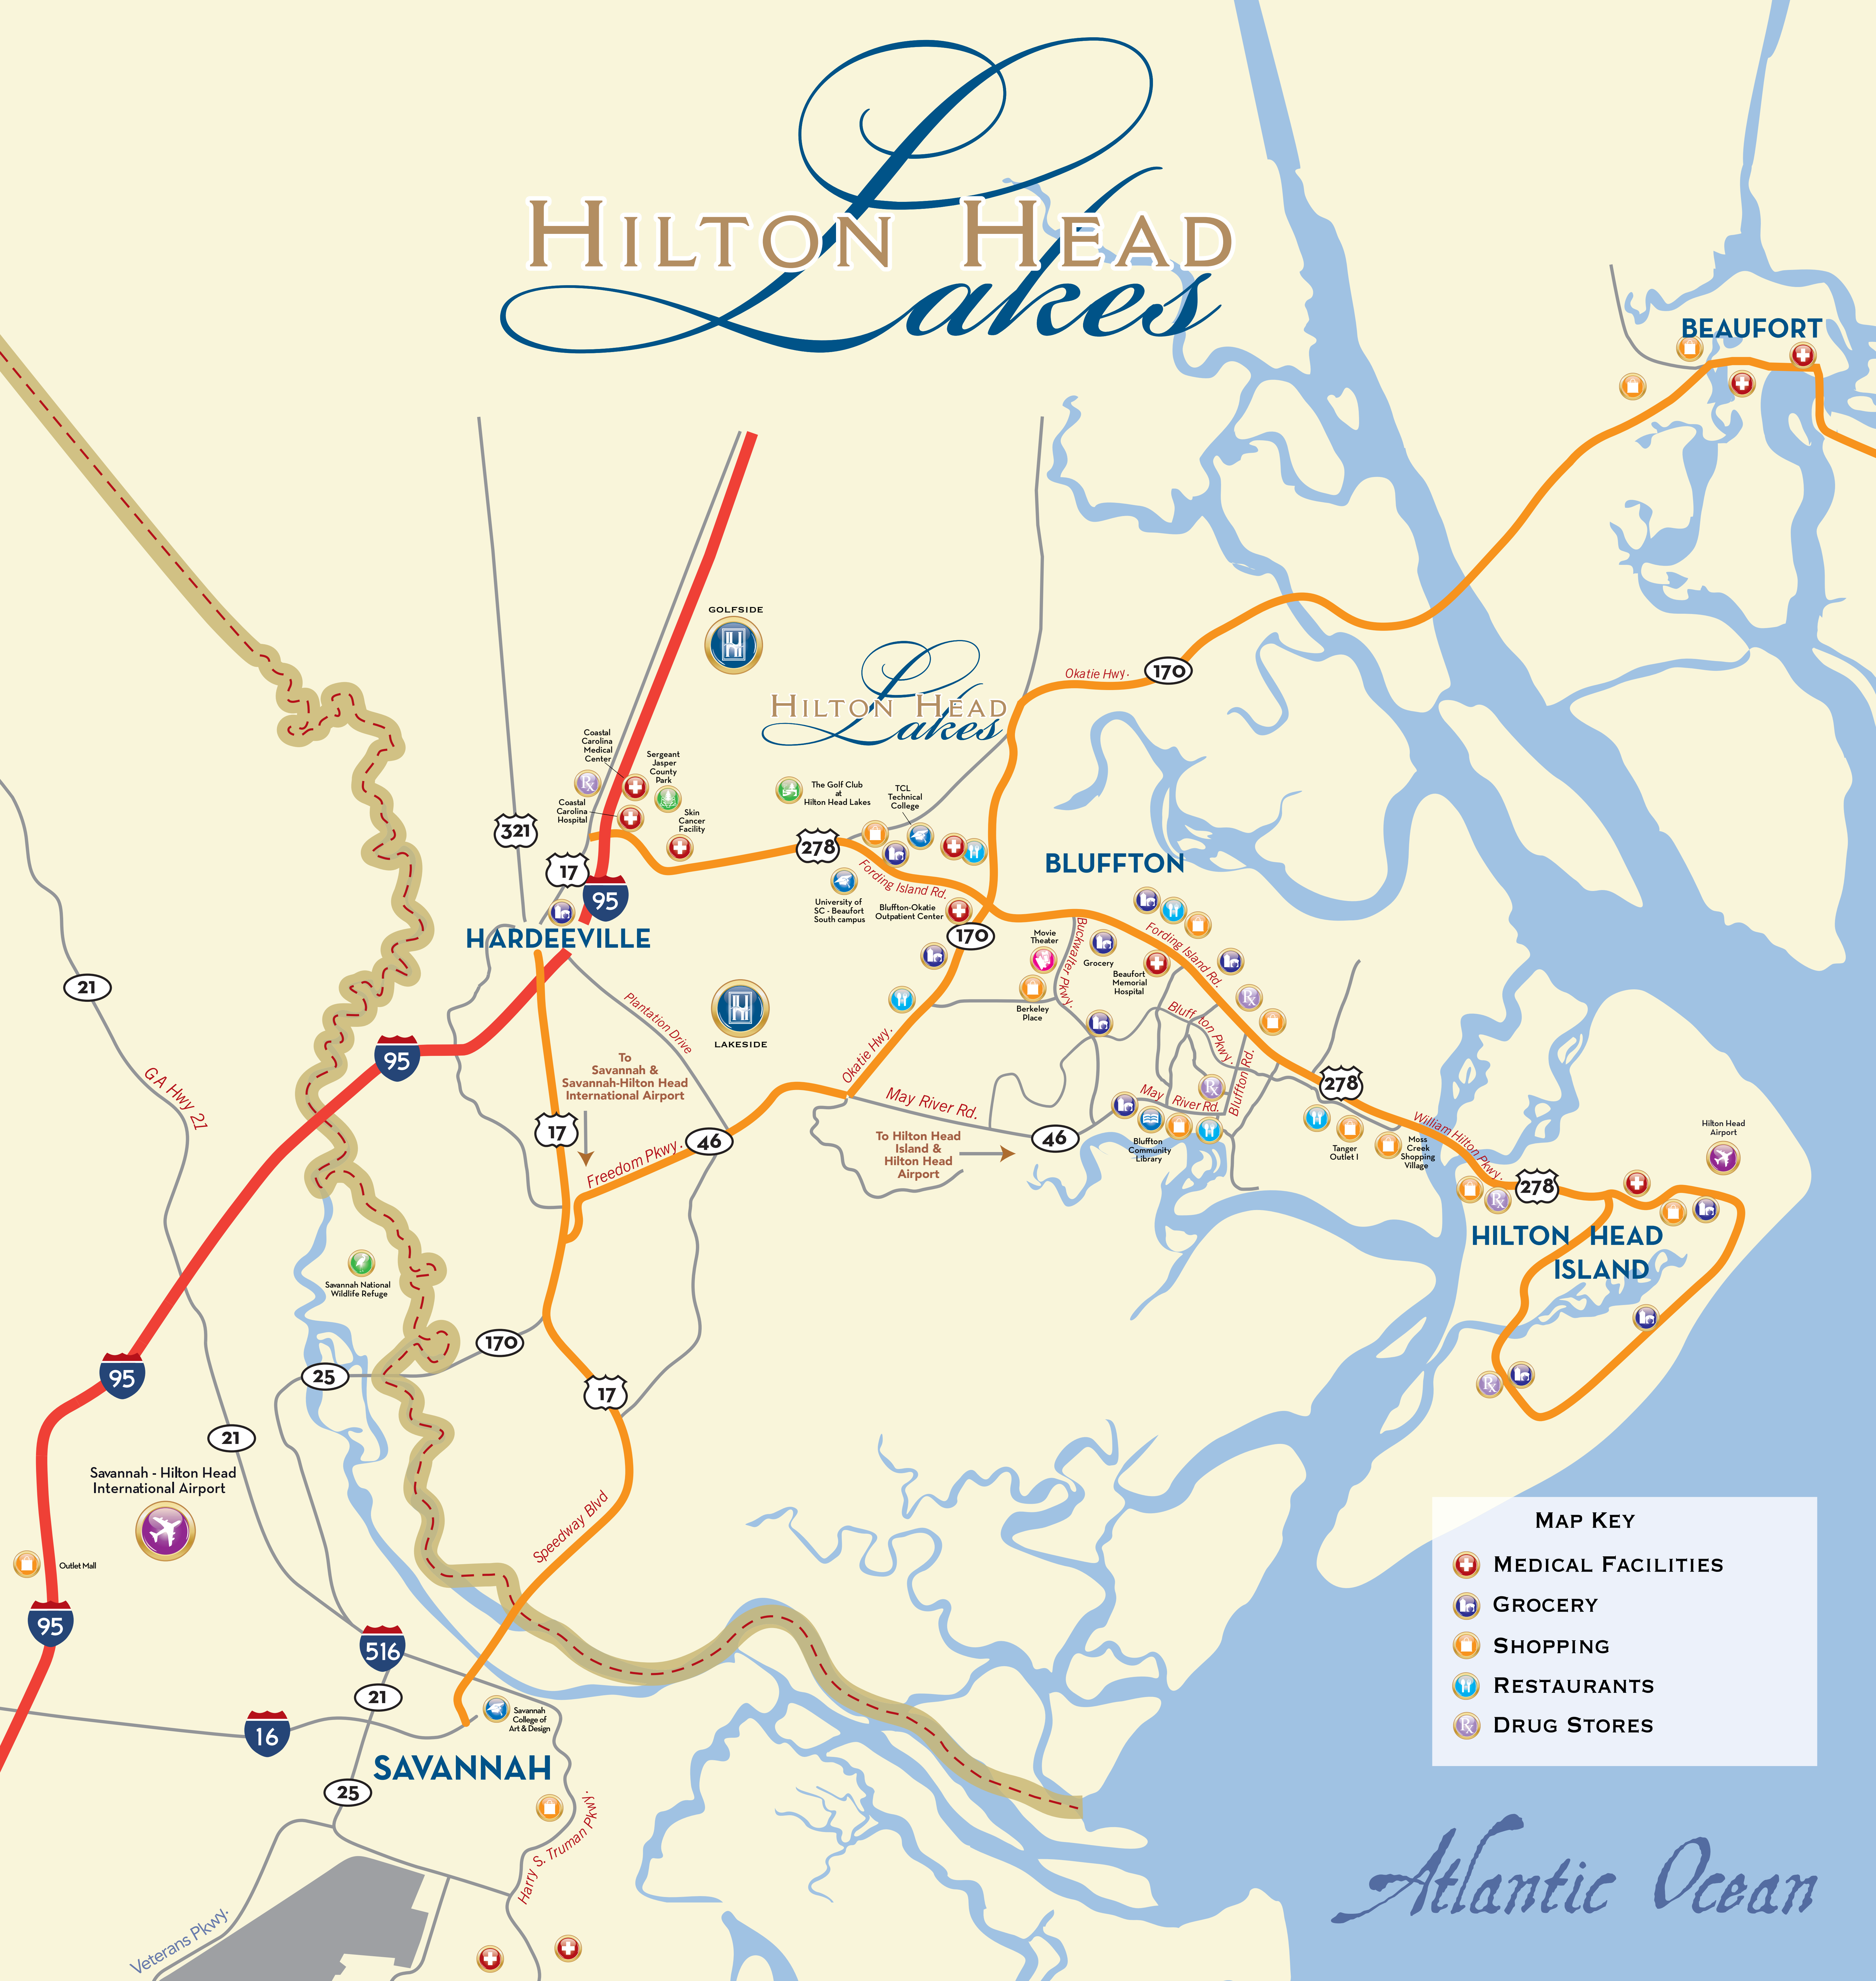 HILTON HEAD
Lakes
BEAUFORT
GOLFSIDE
Okatie Hwy.
170
HILTON HEAD
Lakes
Coastal
Carolina
Medical
Center
Sergeant
Jasper
County
Park
Rx
Coastal
Carolina
Hospital
Skin
Cancer
Facility
The Golf Club
at
Hilton Head Lakes
TCL
Technical
College
321
17
95
278
Fording Island Rd.
BLUFFTON
University of
SC - Beaufort
South campus
Bluffton-Okatie
Outpatient Center
170
HARDEEVILLE
Movie
Theater
Buckwalter Pkwy.
Grocery
Beaufort
Memorial
Hospital
Fording Island Rd.
Rx
Berkeley
Place
Bluffton Pkwy.
21
GA Hwy 21
95
Plantation Drive
LAKESIDE
To
Savannah &
Savannah-Hilton Head
International Airport
Okatie Hwy.
May River Rd.
May River Rd.
Rx
Bluffton Rd.
278
17
46
Freedom Pkwy.
To Hilton Head
Island &
Hilton Head
Airport
46
Bluffton
Community
Library
Tanger
Outlet I
Moss
Creek
Shopping
Village
William Hilton Pkwy.
Hilton Head
Airport
Rx
278
HILTON HEAD
ISLAND
Savannah National
Wildlife Refuge
170
25
95
17
Rx
21
Savannah - Hilton Head
International Airport
Outlet Mall
Speedway Blvd
95
516
21
16
Savannah
College of
Art & Design
SAVANNAH
25
Harry S. Truman Pkwy.
Veterans Pkwy.
MAP KEY
MEDICAL FACILITIES
GROCERY
SHOPPING
RESTAURANTS
Rx DRUG STORES
Atlantic Ocean